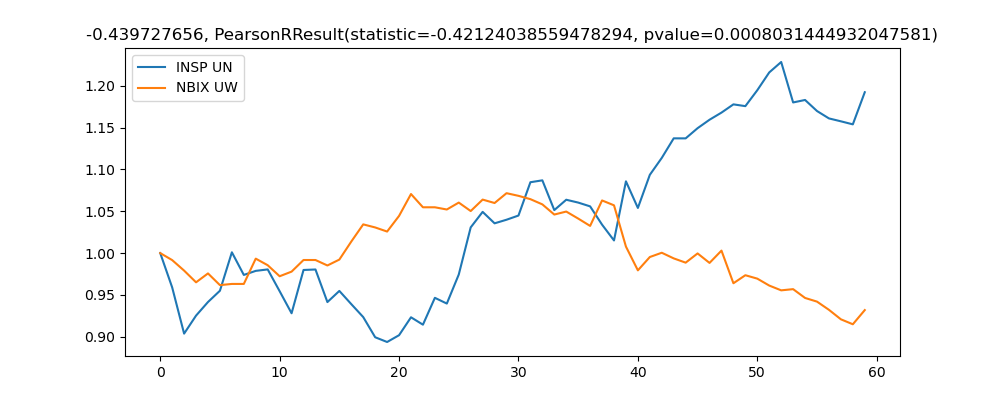 -0.439727656, PearsonRResult(statistic=-0.42124038559478294, pvalue=0.0008031444932047581)
INSP UN
NBIX UW
1.20
1.15
1.10
1.05
1.00
0.95
0.90
0 10 20 30 40 50 60